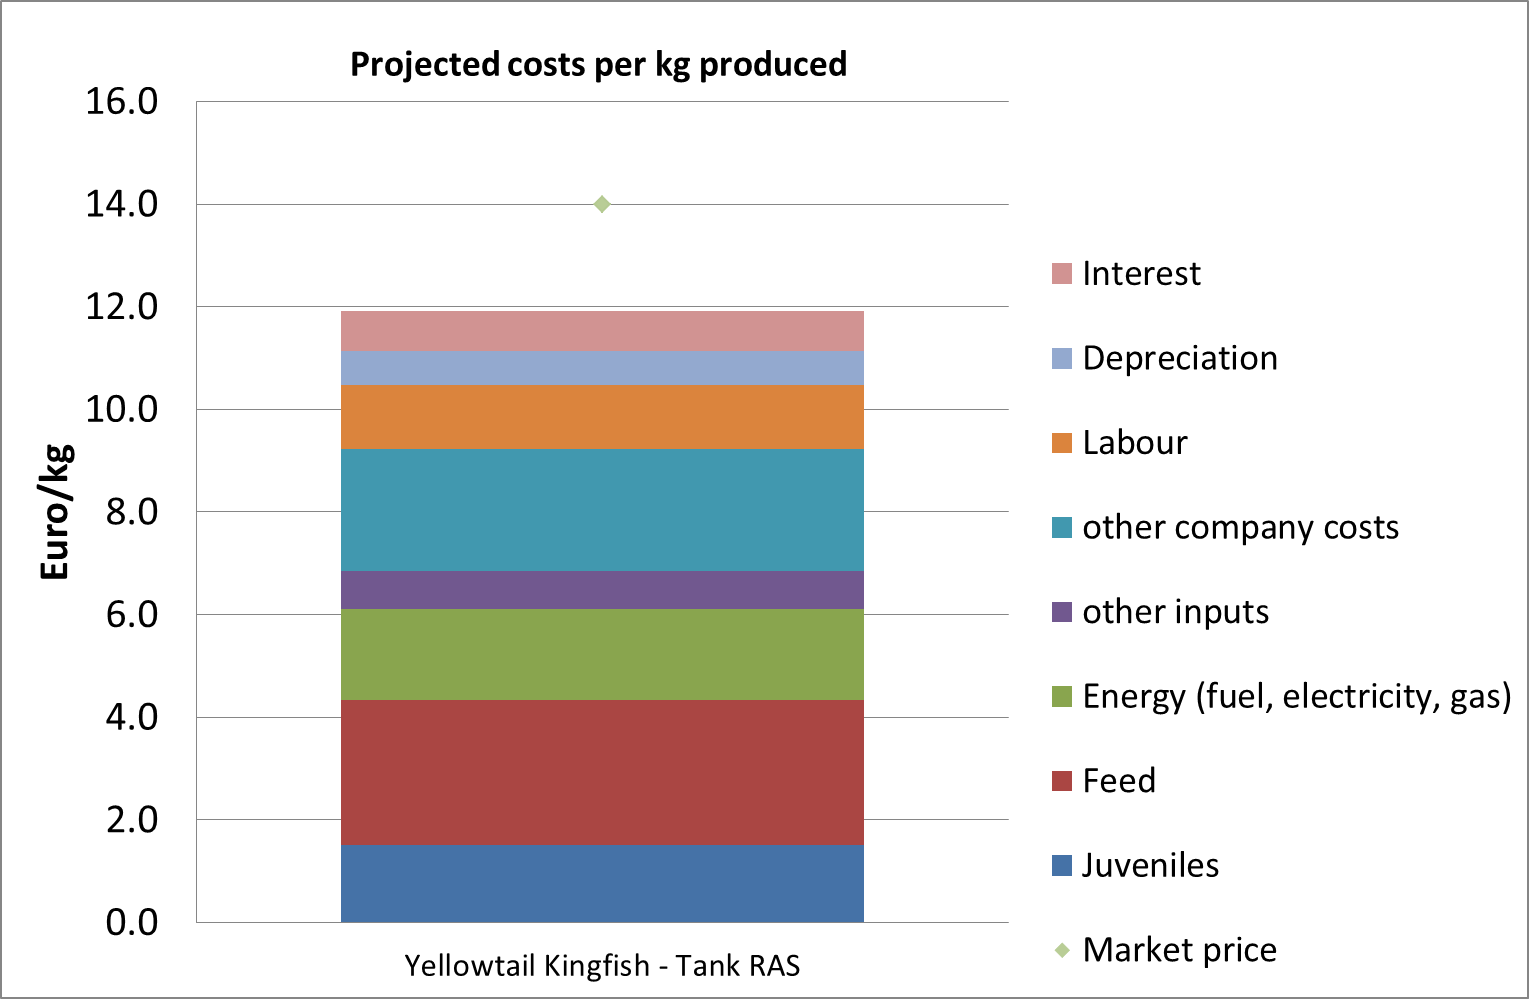 Projected costs per kg produced
16.0
14.0
12.0
10.0
8.0
6.0
4.0
2.0
0.0
Euro/kg
Yellowtail Kingfish - Tank RAS
Interest
Depreciation
Labour
other company costs
other inputs
Energy (fuel, electricity, gas)
Feed
Juveniles
Market price